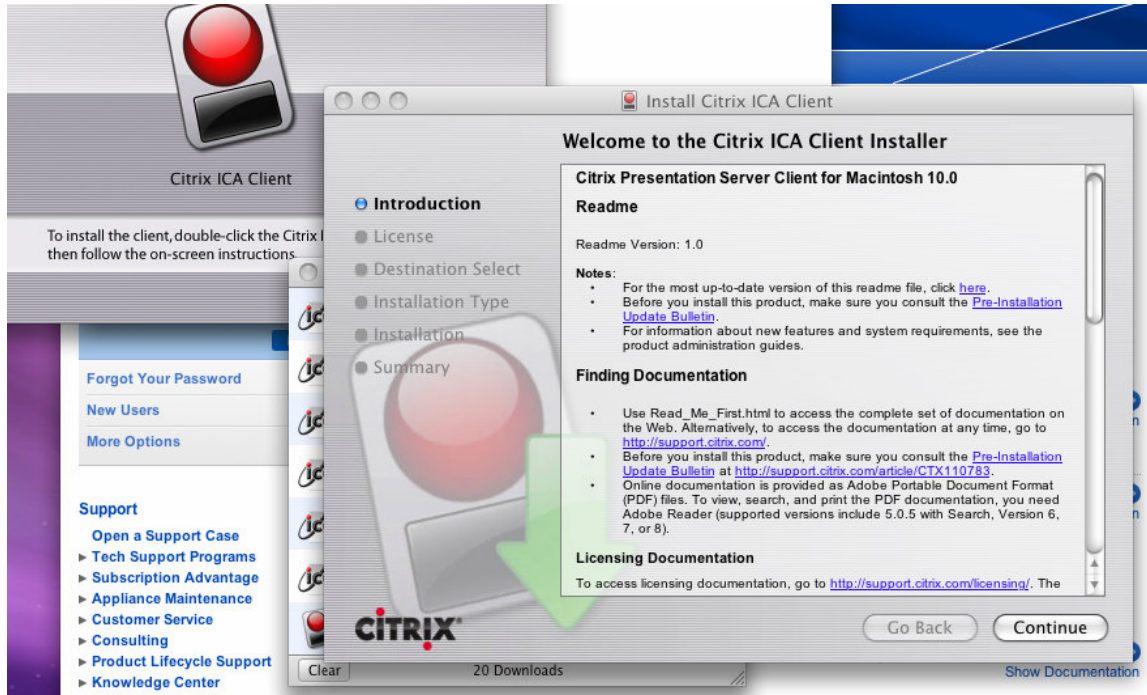 Citrix ICA Client
To install the client, double-click the Citrix
then follow the on-screen instructions.
Install Citrix ICA Client
Welcome to the Citrix ICA Client Installer
Introduction
License
Destination Select
Installation Type
Installation
Summary
Citrix Presentation Server Client for Macintosh 10.0
Readme
Readme Version: 1.0
Notes:
• For the most up-to-date version of this readme file, click here.
• Before you install this product, make sure you consult the Pre-Installation
Update Bulletin.
• For information about new features and system requirements, see the
product administration guides.
Finding Documentation
• Use Read_Me_First.html to access the complete set of documentation on
the Web. Alternatively, to access the documentation at any time, go to
http://support.citrix.com/.
• Before you install this product, make sure you consult the Pre-Installation
Update Bulletin at http://support.citrix.com/article/CTX110783.
• Online documentation is provided as Adobe Portable Document Format
(PDF) files. To view, search, and print the PDF documentation, you need
Adobe Reader (supported versions include 5.0.5 with Search, Version 6,
7, or 8).
Licensing Documentation
To access licensing documentation, go to http://support.citrix.com/licensing/. The
CITRIX
Go Back
Continue
Forgot Your Password
New Users
More Options
Support
Open a Support Case
Tech Support Programs
Subscription Advantage
Appliance Maintenance
Customer Service
Consulting
Product Lifecycle Support
Knowledge Center
Clear
20 Downloads
Show Documentation